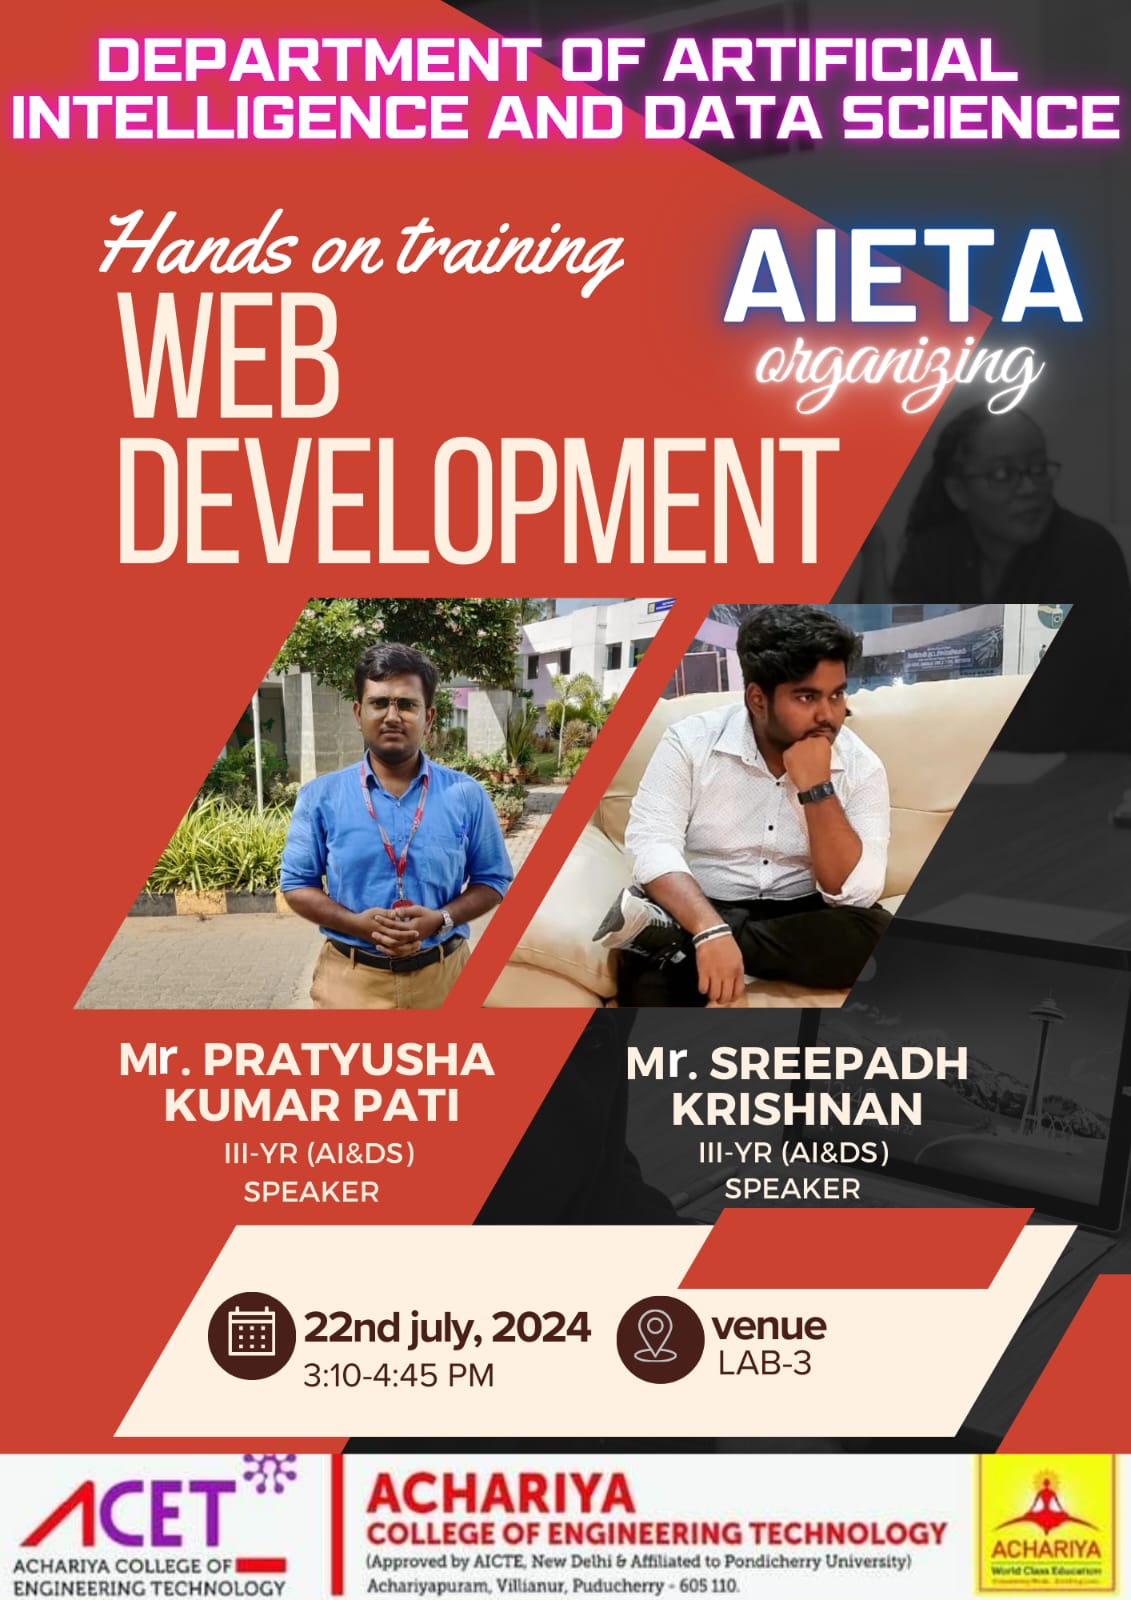 DEPARTMENT OF ARTIFICIAL
INTELLIGENCE AND DATA SCIENCE
Hands on training
WEB
DEVELOPMENT
AIETA
organizing
Mr. PRATYUSHA
KUMAR PATI
III-YR (AI&DS)
SPEAKER
Mr. SREEPADH
KRISHNAN
III-YR (AI&DS)
SPEAKER
22nd july, 2024
3:10-4:45 PM
venue
LAB-3
ACET
ACHARIYA COLLEGE OF
ENGINEERING TECHNOLOGY
ACHARIYA
COLLEGE OF ENGINEERING TECHNOLOGY
(Approved by AICTE, New Delhi & Affiliated to Pondicherry University)
Achariyapuram, Villianur, Puducherry - 605 110.
ACHARIYA
World Class Education